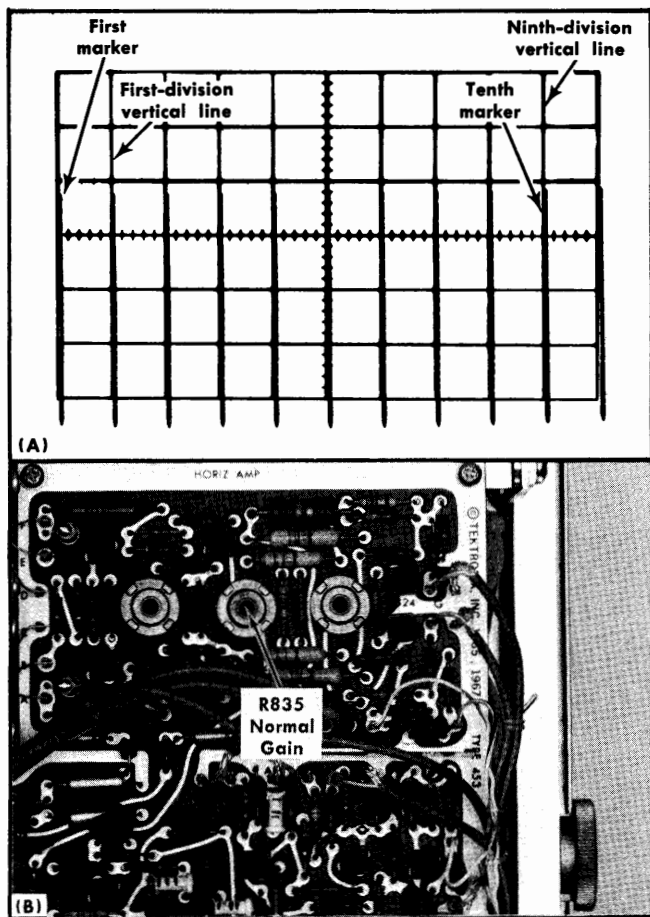 First
marker
First-division
vertical line
Ninth-division
vertical line
Tenth
marker
(A)
HORIZ AMP
© TEKTRONIX INC
1967
TYPE 453
E
24
R835
Normal
Gain
(B)